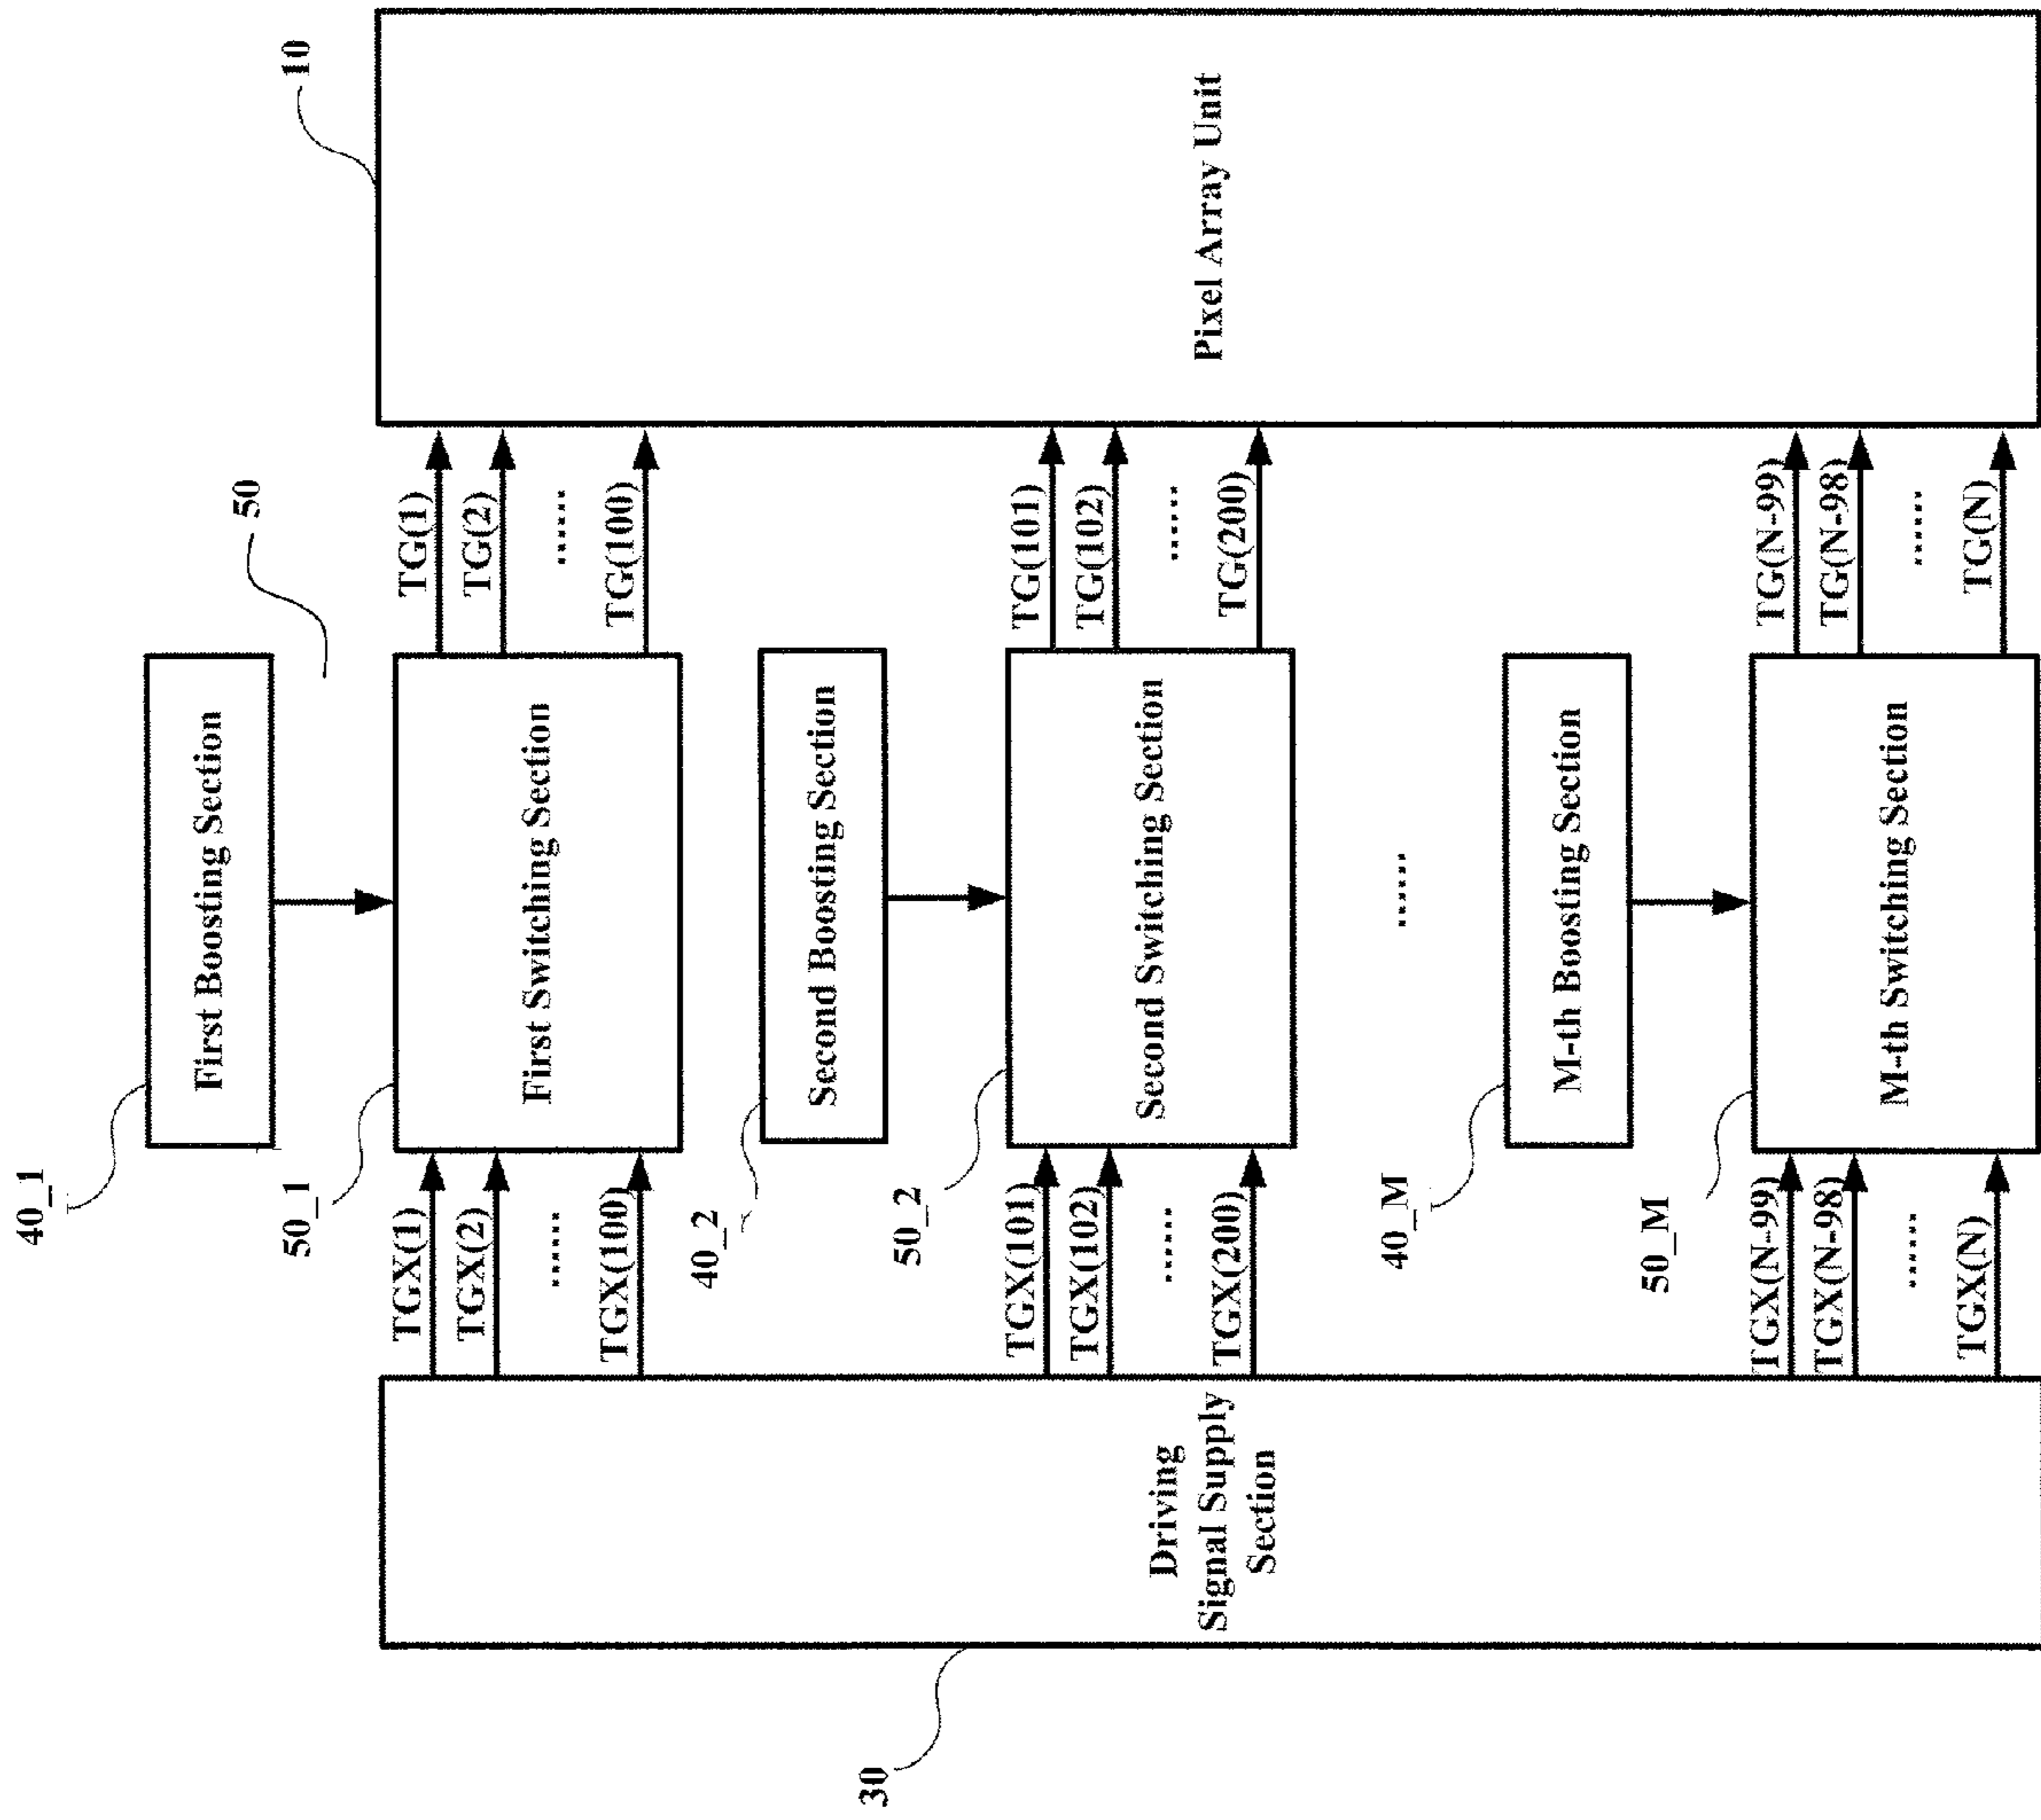 40_1
First Boosting Section
50
10
50_1
TGX(1)
TGX(2)
......
TGX(100)
First Switching Section
TG(1)
TG(2)
......
TG(100)
40_2
Second Boosting Section
50_2
TGX(101)
TGX(102)
......
TGX(200)
Second Switching Section
TG(101)
TG(102)
......
TG(200)
30
Driving
Signal Supply
Section
Pixel Array Unit
......
40_M
M-th Boosting Section
50_M
TGX(N-99)
TGX(N-98)
......
TGX(N)
M-th Switching Section
TG(N-99)
TG(N-98)
......
TG(N)